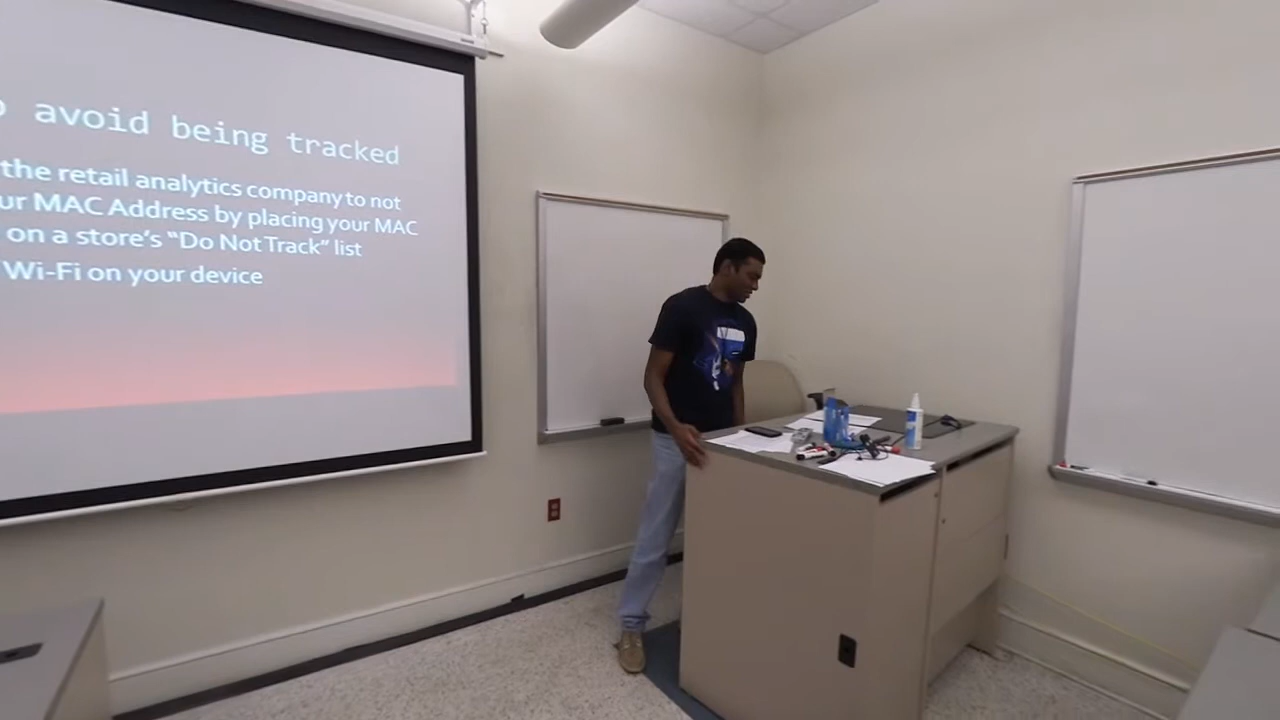 avoid being tracked
the retail analytics company to not
ur MAC Address by placing your MAC
on a store's “Do Not Track” list
Wi-Fi on your device